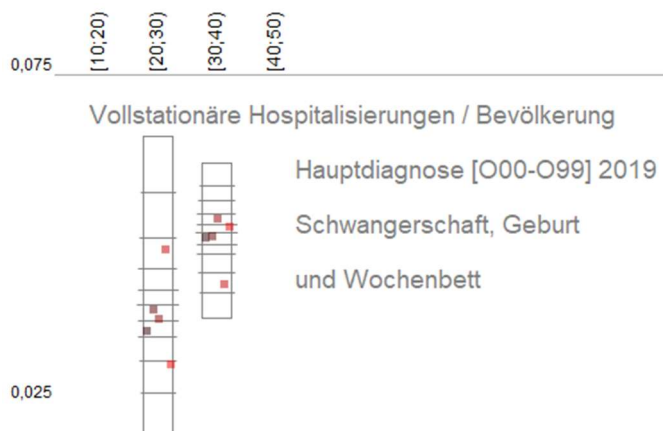 [10;20)
[20;30)
[30;40)
[40;50)
0,075
Vollstationäre Hospitalisierungen / Bevölkerung
Hauptdiagnose [O00-O99] 2019
Schwangerschaft, Geburt
und Wochenbett
0,025